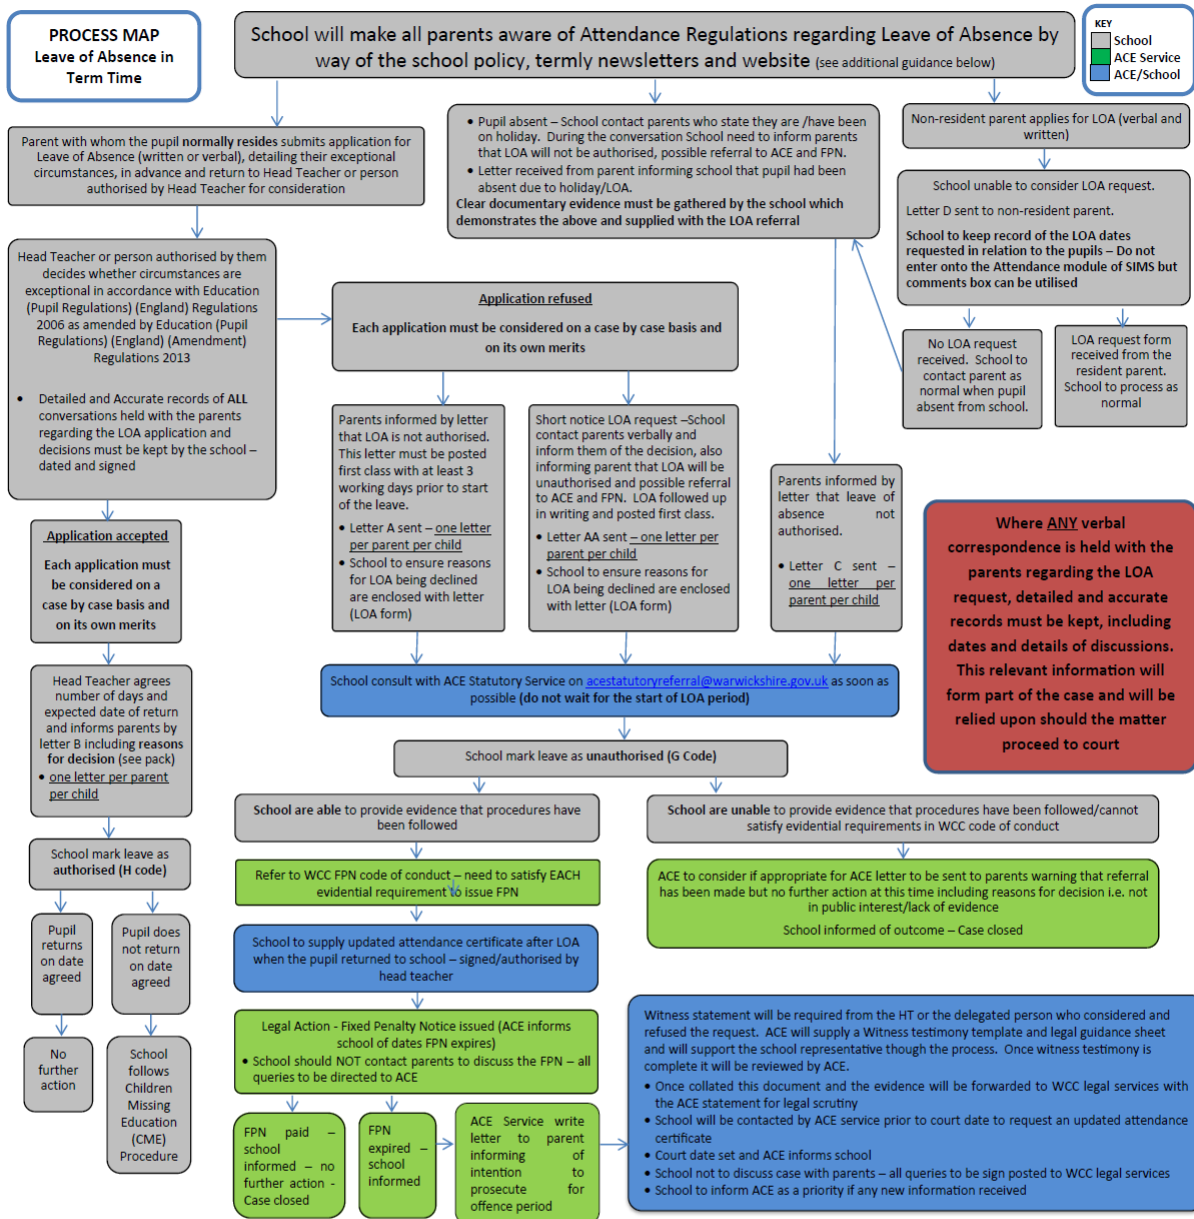 PROCESS MAP
Leave of Absence in
Term Time
School will make all parents aware of Attendance Regulations regarding Leave of Absence by
way of the school policy, termly newsletters and website (see additional guidance below)
KEY
School
ACE Service
ACE/School
Parent with whom the pupil normally resides submits application for
Leave of Absence (written or verbal), detailing their exceptional
circumstances, in advance and return to Head Teacher or person
authorised by Head Teacher for consideration
• Pupil absent – School contact parents who state they are /have been
on holiday. During the conversation School need to inform parents
that LOA will not be authorised, possible referral to ACE and FPN.
• Letter received from parent informing school that pupil had been
absent due to holiday/LOA.
Clear documentary evidence must be gathered by the school which
demonstrates the above and supplied with the LOA referral
Non-resident parent applies for LOA (verbal and
written)
School unable to consider LOA request.
Letter D sent to non-resident parent.
School to keep record of the LOA dates
requested in relation to the pupils – Do not
enter onto the Attendance module of SIMS but
comments box can be utilised
Head Teacher or person authorised by them
decides whether circumstances are
exceptional in accordance with Education
(Pupil Regulations) (England) Regulations
2006 as amended by Education (Pupil
Regulations) (England) (Amendment)
Regulations 2013
• Detailed and Accurate records of ALL
conversations held with the parents
regarding the LOA application and
decisions must be kept by the school –
dated and signed
Application refused
Each application must be considered on a case by case basis and
on its own merits
No LOA request
received. School to
contact parent as
normal when pupil
absent from school.
LOA request form
received from the
resident parent.
School to process as
normal
Parents informed by letter
that LOA is not authorised.
This letter must be posted
first class with at least 3
working days prior to start
of the leave.
• Letter A sent – one letter
per parent per child
• School to ensure reasons
for LOA being declined
are enclosed with letter
(LOA form)
Short notice LOA request –School
contact parents verbally and
inform them of the decision, also
informing parent that LOA will be
unauthorised and possible referral
to ACE and FPN. LOA followed up
in writing and posted first class.
• Letter AA sent – one letter per
parent per child
• School to ensure reasons for
LOA being declined are enclosed
with letter (LOA form)
Parents informed by
letter that leave of
absence not
authorised.
• Letter C sent –
one letter per
parent per child
Where ANY verbal
correspondence is held with the
parents regarding the LOA
request, detailed and accurate
records must be kept, including
dates and details of discussions.
This relevant information will
form part of the case and will be
relied upon should the matter
proceed to court
Application accepted
Each application must
be considered on a
case by case basis and
on its own merits
Head Teacher agrees
number of days and
expected date of return
and informs parents by
letter B including reasons
for decision (see pack)
• one letter per parent
per child
School consult with ACE Statutory Service on acestatutoryreferral@warwickshire.gov.uk as soon as
possible (do not wait for the start of LOA period)
School mark leave as unauthorised (G Code)
School are able to provide evidence that procedures have
been followed
School are unable to provide evidence that procedures have been followed/cannot
satisfy evidential requirements in WCC code of conduct
School mark leave as
authorised (H code)
Refer to WCC FPN code of conduct – need to satisfy EACH
evidential requirement to issue FPN
ACE to consider if appropriate for ACE letter to be sent to parents warning that referral
has been made but no further action at this time including reasons for decision i.e. not
in public interest/lack of evidence
School informed of outcome – Case closed
Pupil
returns
on date
agreed
Pupil does
not return
on date
agreed
School to supply updated attendance certificate after LOA
when the pupil returned to school – signed/authorised by
head teacher
No
further
action
School
follows
Children
Missing
Education
(CME)
Procedure
Legal Action - Fixed Penalty Notice issued (ACE informs
school of dates FPN expires)
• School should NOT contact parents to discuss the FPN – all
queries to be directed to ACE
FPN paid –
school
informed – no
further action -
Case closed
FPN
expired –
school
informed
ACE Service write
letter to parent
informing of
intention to
prosecute for
offence period
Witness statement will be required from the HT or the delegated person who considered and
refused the request. ACE will supply a Witness testimony template and legal guidance sheet
and will support the school representative though the process. Once witness testimony is
complete it will be reviewed by ACE.
• Once collated this document and the evidence will be forwarded to WCC legal services with
the ACE statement for legal scrutiny
• School will be contacted by ACE service prior to court date to request an updated attendance
certificate
• Court date set and ACE informs school
• School not to discuss case with parents – all queries to be sign posted to WCC legal services
• School to inform ACE as a priority if any new information received